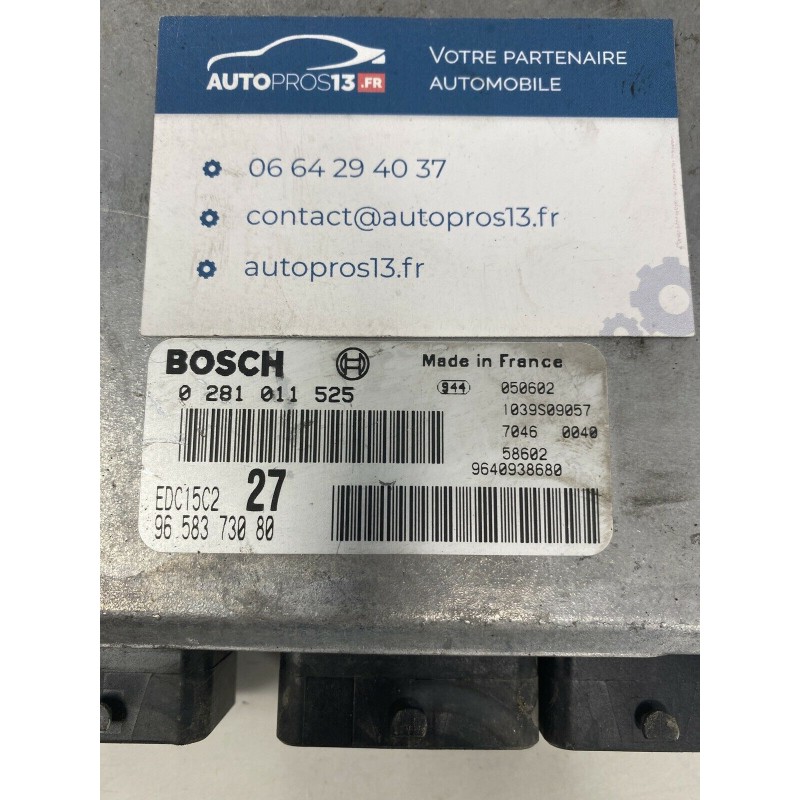 AUTOPROS13.FR
VOTRE PARTENAIRE
AUTOMOBILE
06 64 29 40 37
contact@autopros13.fr
autopros13.fr
BOSCH
Made in France
0 281 011 525
944
050602
1039S09057
7046 0040
58602
9640938680
EDC15C2
27
96 583 730 80